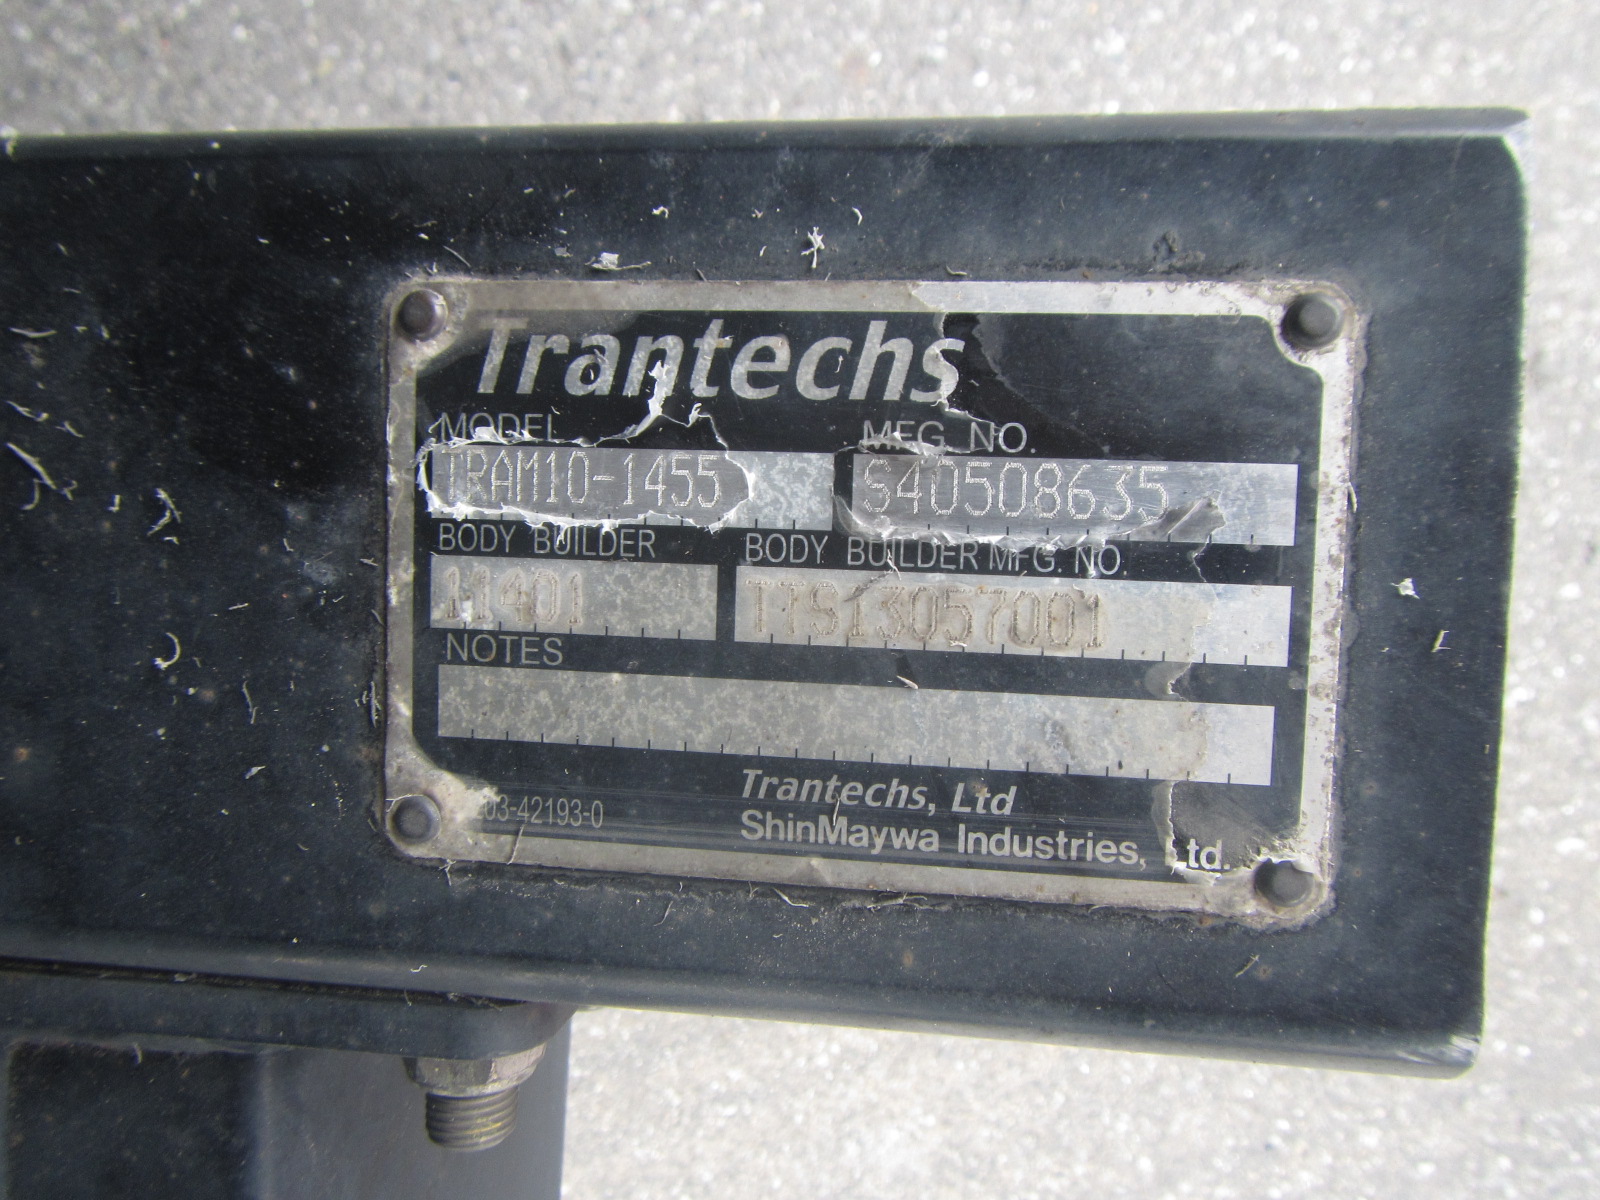 Trantechs
MODEL MFG. NO.
TRAM10-1455 S40508635
BODY BUILDER BODY BUILDER MFG. NO.
11401 TTS13057001
NOTES
Trantechs, Ltd
03-42193-0 ShinMaywa Industries, Ltd.